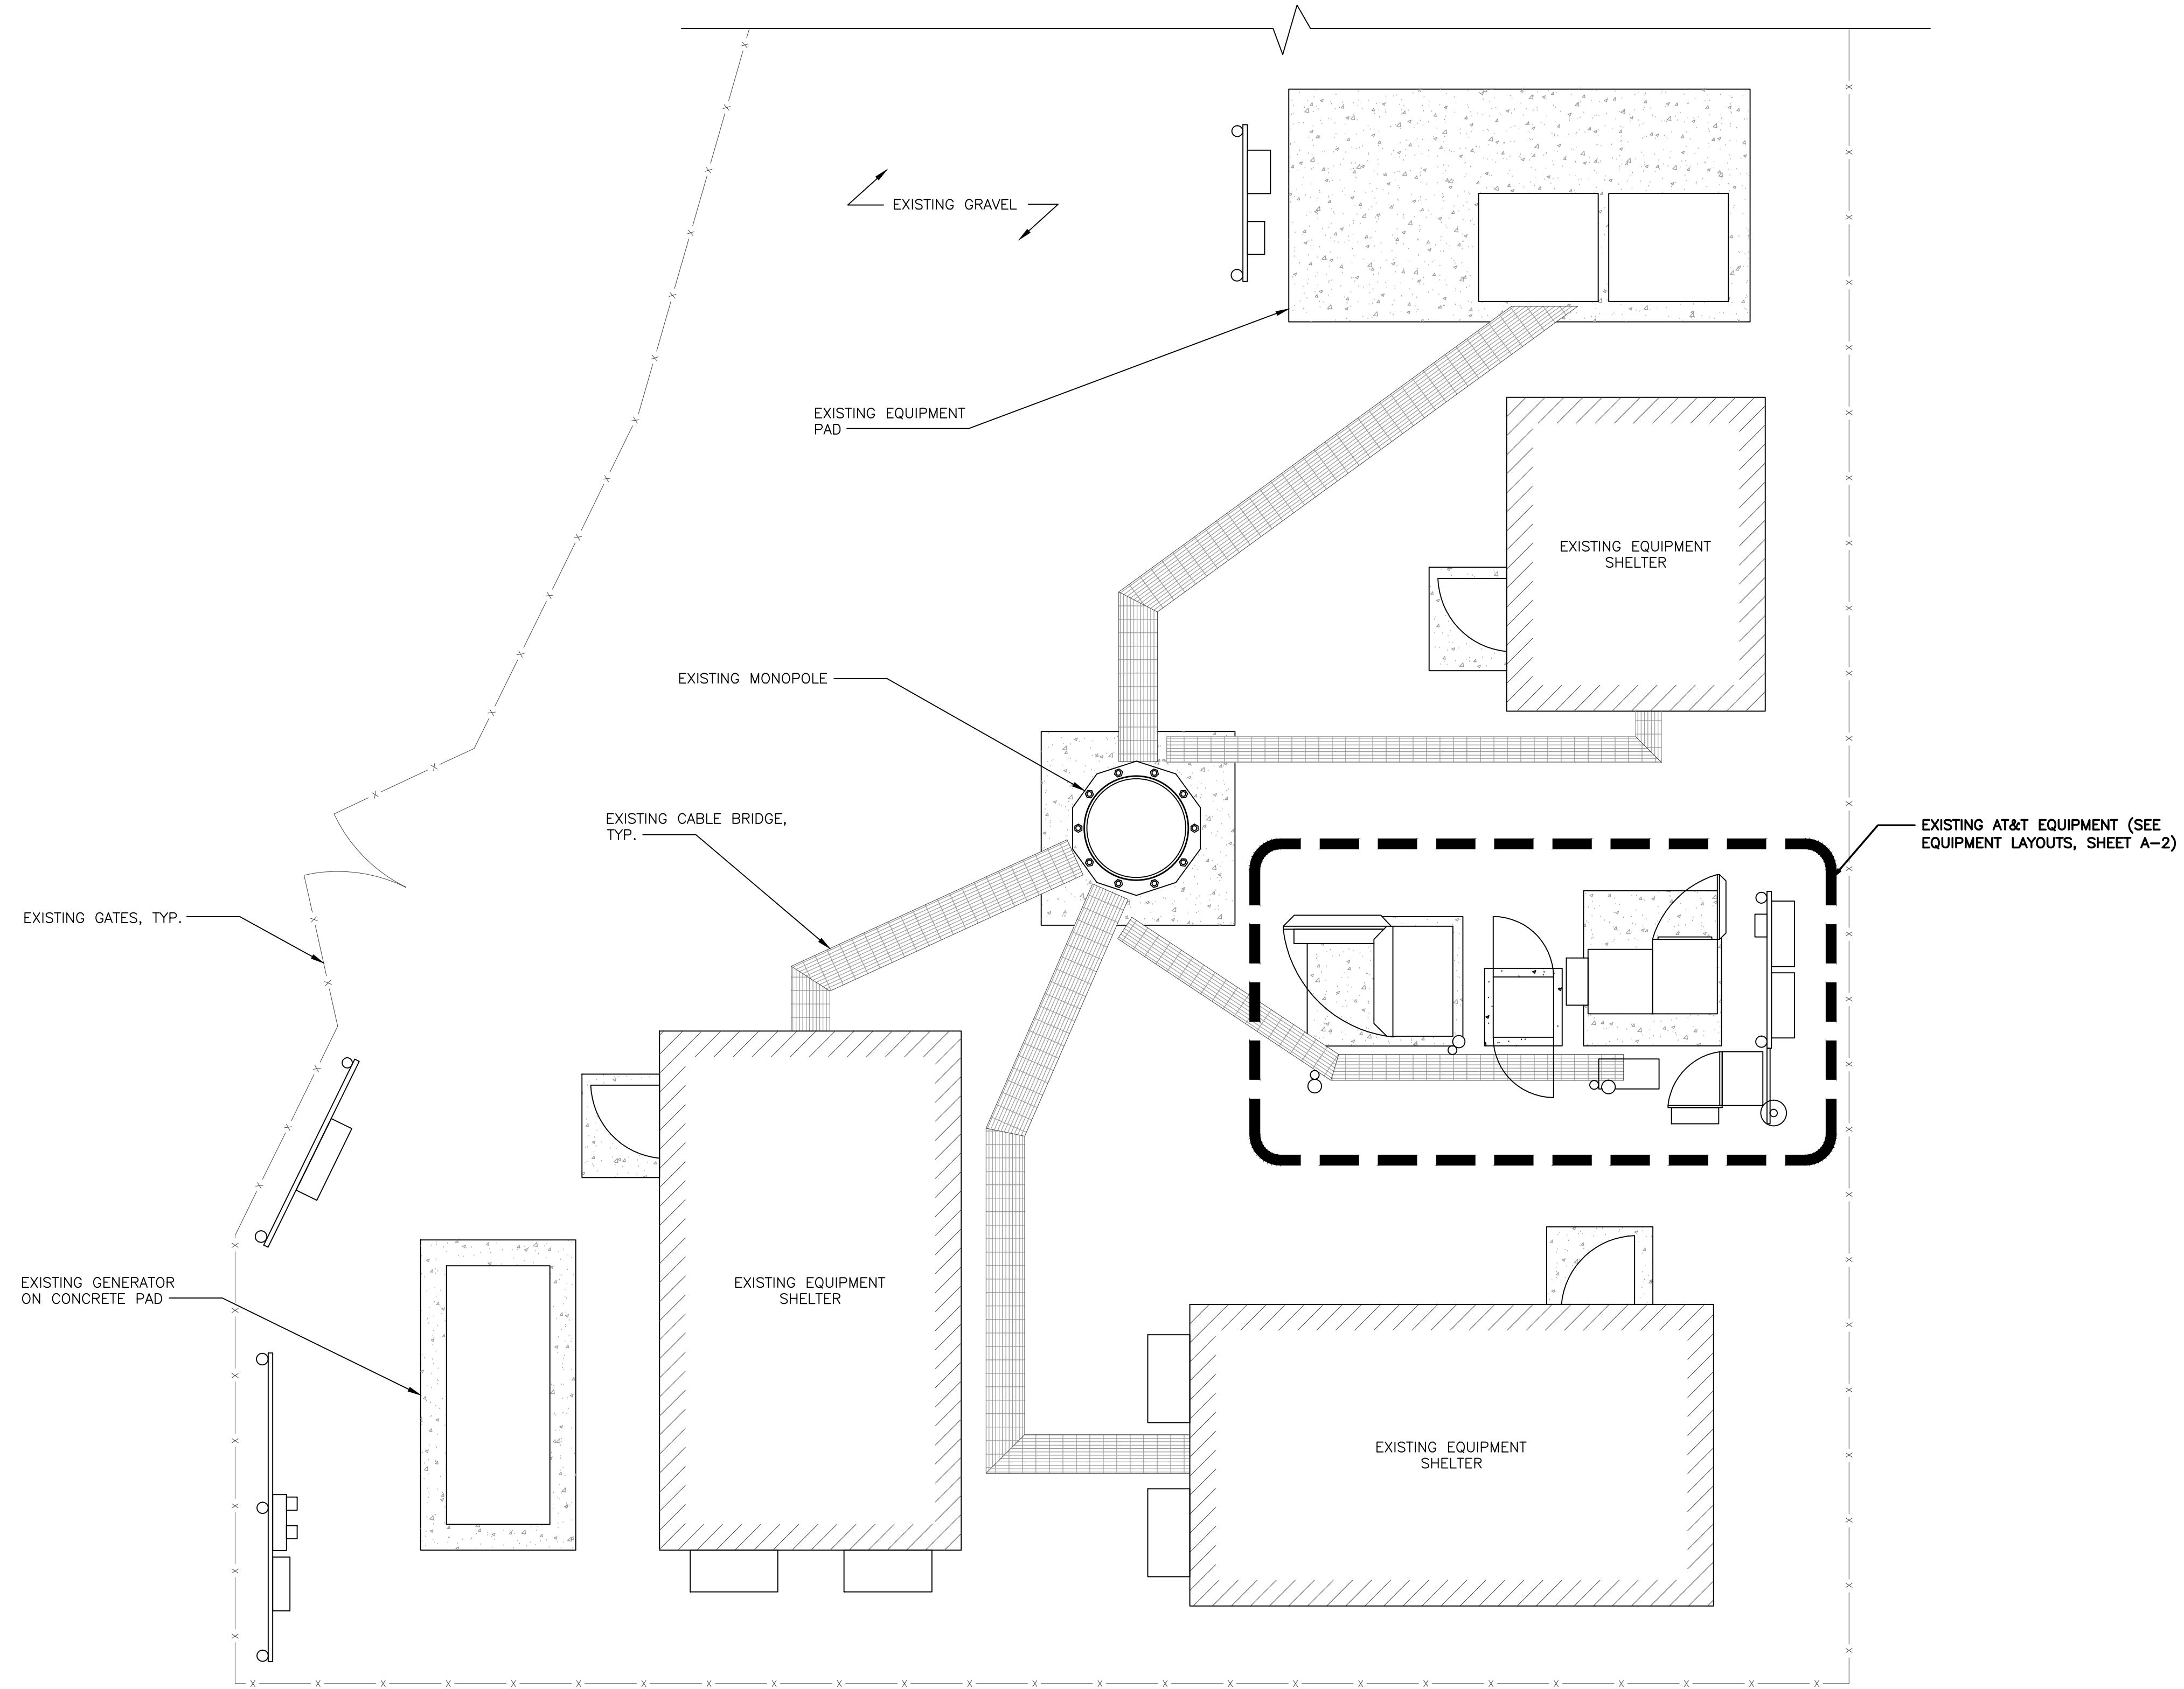 EXISTING GRAVEL
EXISTING EQUIPMENT
PAD
EXISTING EQUIPMENT
SHELTER
EXISTING MONOPOLE
EXISTING CABLE BRIDGE,
TYP.
EXISTING AT&T EQUIPMENT (SEE
EQUIPMENT LAYOUTS, SHEET A-2)
EXISTING GATES, TYP.
EXISTING GENERATOR
ON CONCRETE PAD
EXISTING EQUIPMENT
SHELTER
EXISTING EQUIPMENT
SHELTER